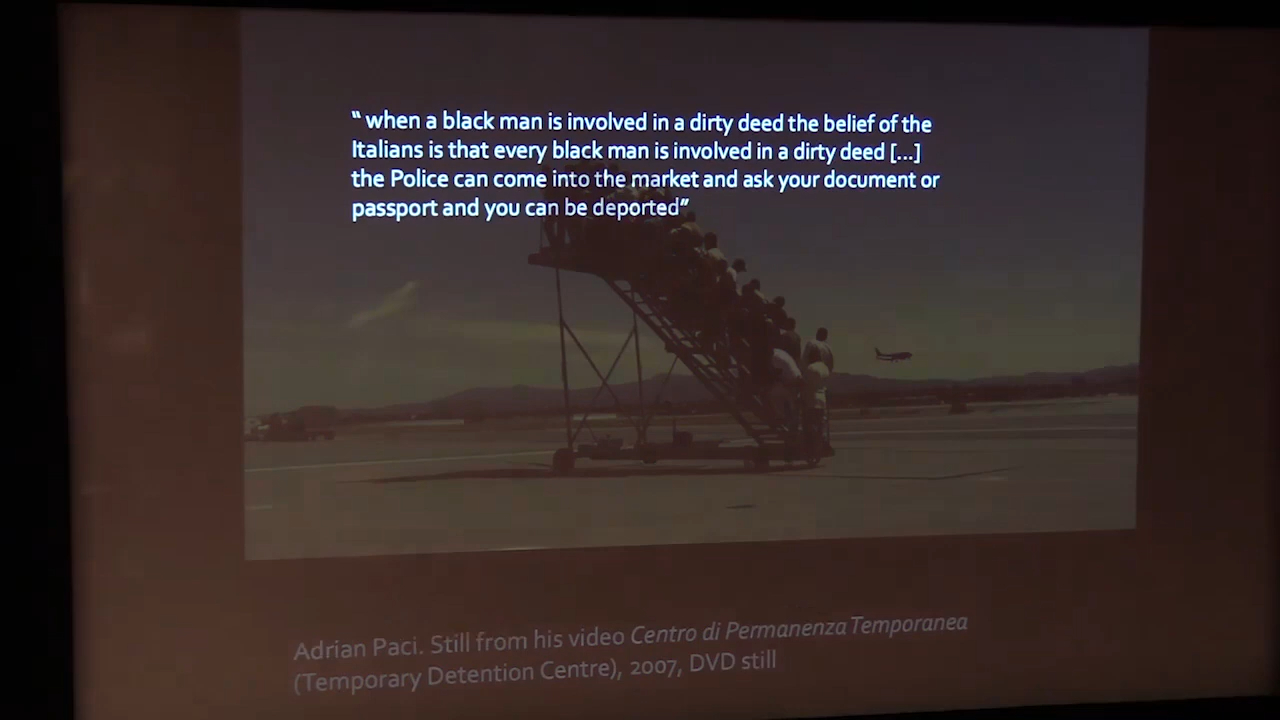 “ when a black man is involved in a dirty deed the belief of the
Italians is that every black man is involved in a dirty deed [...]
the Police can come into the market and ask your document or
passport and you can be deported”
Adrian Paci. Still from his video Centro di Permanenza Temporanea
(Temporary Detention Centre), 2007, DVD still